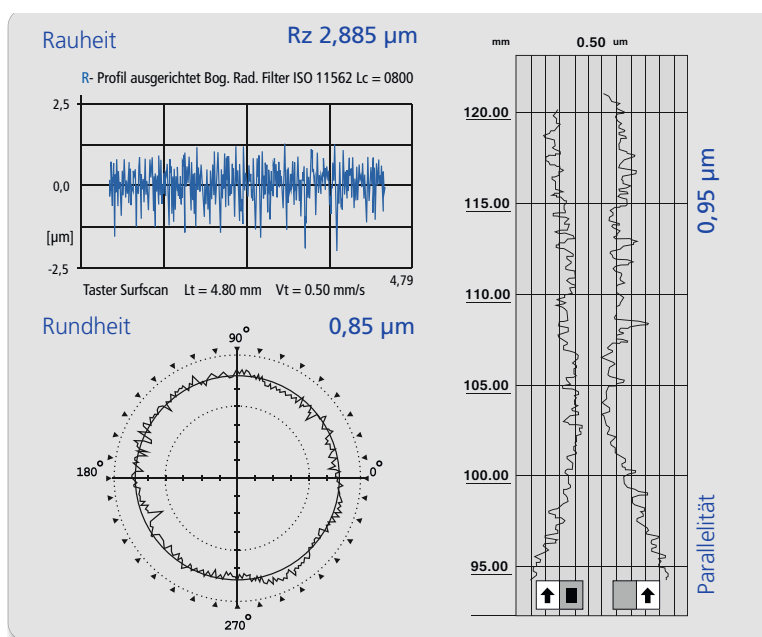 Rauheit
Rz 2,885 µm
R- Profil ausgerichtet Bog. Rad. Filter ISO 11562 Lc = 0800
2,5
0,0
[µm]
-2,5
4,79
Taster Surfscan Lt = 4.80 mm Vt = 0.50 mm/s
Rundheit
0,85 µm
90°
180°
0°
270°
mm
0.50 um
120.00
115.00
110.00
105.00
100.00
95.00
0,95 µm
Parallelität